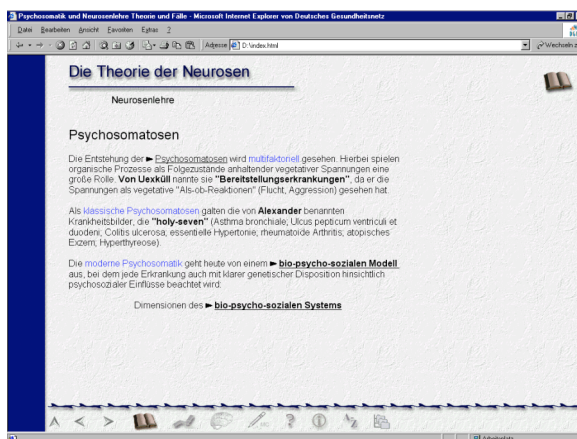 Psychosomatik und Neurosenlehre Theorie und Fälle - Microsoft Internet Explorer von Deutsches Gesundheitsnetz
Datei Bearbeiten Ansicht Favoriten Extras ?
Adresse D:\index.html Wechseln z
Die Theorie der Neurosen
Neurosenlehre
Psychosomatosen
Die Entstehung der ► Psychosomatosen wird multifaktoriell gesehen. Hierbei spielen
organische Prozesse als Folgezustände anhaltender vegetativer Spannungen eine
große Rolle. Von Uexküll nannte sie "Bereitstellungserkrankungen", da er die
Spannungen als vegetative "Als-ob-Reaktionen" (Flucht, Aggression) gesehen hat.
Als klassische Psychosomatosen galten die von Alexander benannten
Krankheitsbilder, die "holy-seven" (Asthma bronchiale; Ulcus pepticum ventriculi et
duodeni; Colitis ulcerosa; essentielle Hypertonie; rheumatoide Arthritis; atopisches
Exzem; Hyperthyreose).
Die moderne Psychosomatik geht heute von einem ► bio-psycho-sozialen Modell
aus, bei dem jede Erkrankung auch mit klarer genetischer Disposition hinsichtlich
psychosozialer Einflüsse beachtet wird:
Dimensionen des ► bio-psycho-sozialen Systems
Arbeitsplatz